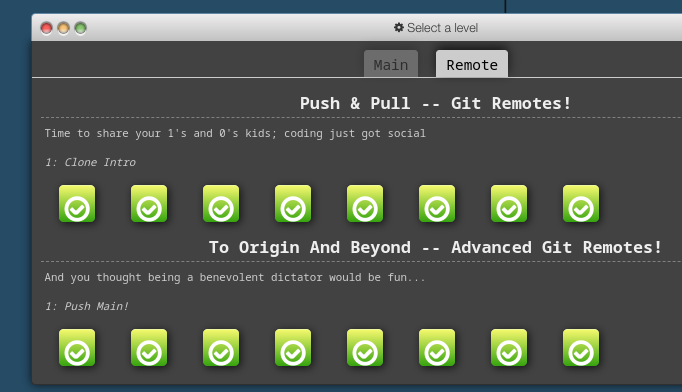 Select a level
Main
Remote
Push & Pull -- Git Remotes!
Time to share your 1's and 0's kids; coding just got social
1: Clone Intro
To Origin And Beyond -- Advanced Git Remotes!
And you thought being a benevolent dictator would be fun...
1: Push Main!